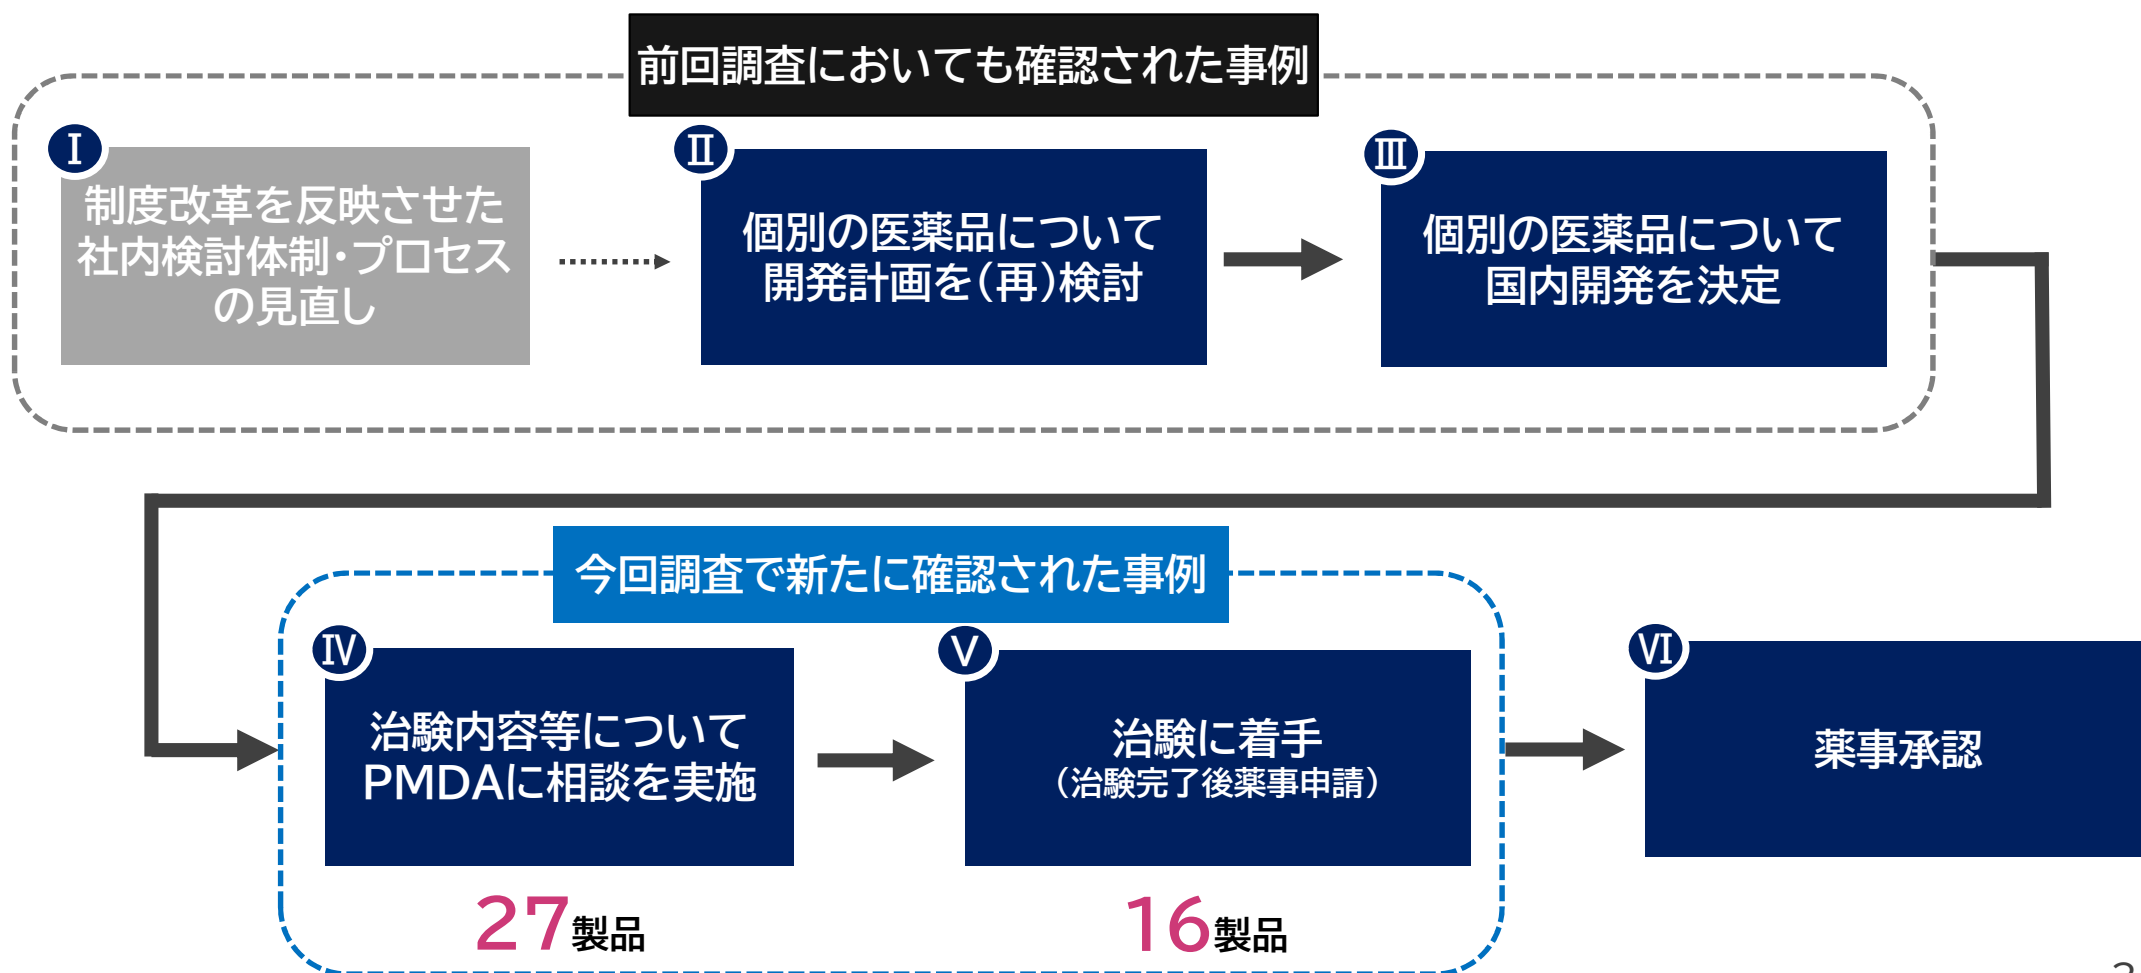 前回調査においても確認された事例
Ⅰ
制度改革を反映させた
社内検討体制・プロセス
の見直し
Ⅱ
個別の医薬品について
開発計画を(再)検討
Ⅲ
個別の医薬品について
国内開発を決定
今回調査で新たに確認された事例
Ⅳ
治験内容等について
PMDAに相談を実施
27製品
Ⅴ
治験に着手
(治験完了後薬事申請)
16製品
Ⅵ
薬事承認